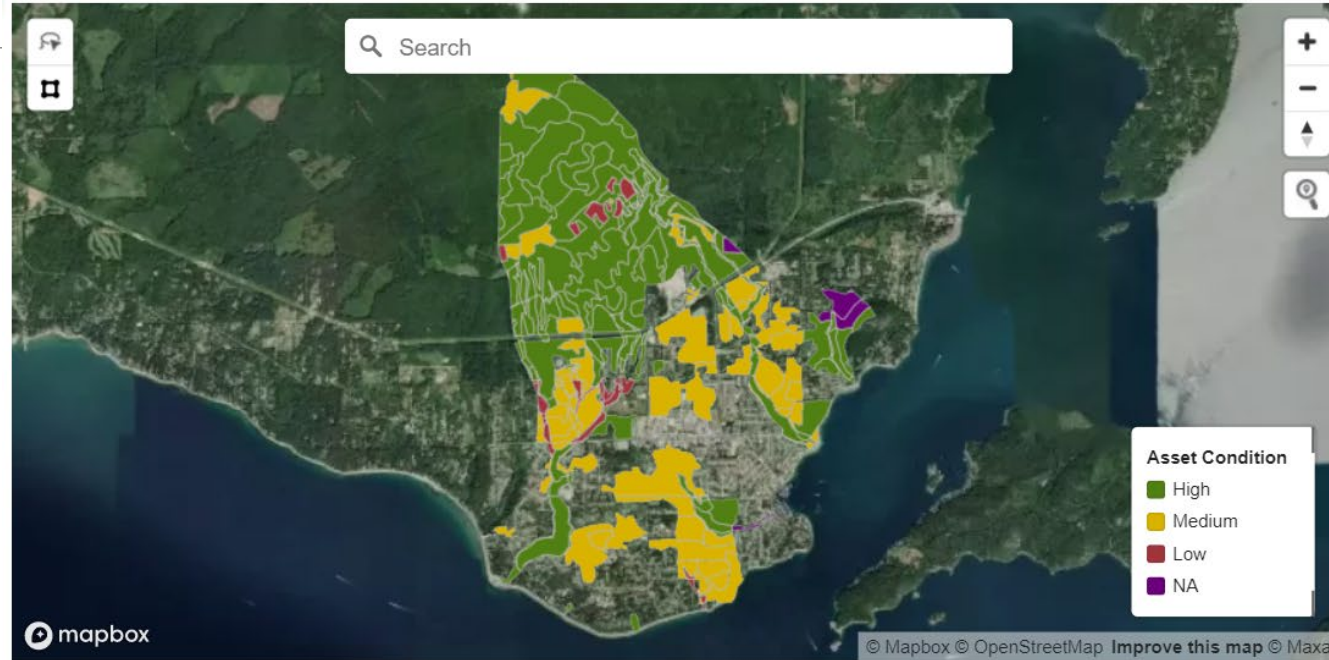 Search
Asset Condition
High
Medium
Low
NA
mapbox
© Mapbox © OpenStreetMap Improve this map © Maxa